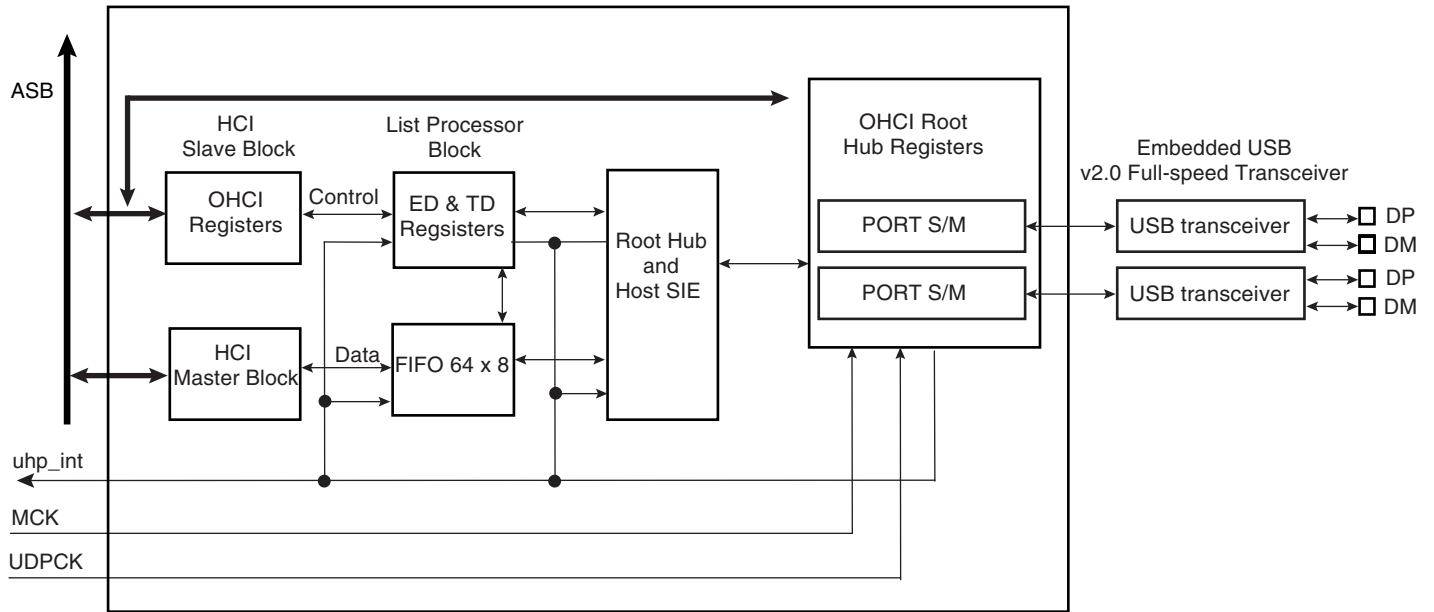 ASB
HCI
Slave Block
List Processor
Block
OHCI
Registers
Control
ED & TD
Regsisters
Root Hub
and
Host SIE
OHCI Root
Hub Registers
PORT S/M
PORT S/M
Embedded USB
v2.0 Full-speed Transceiver
USB transceiver
DP
DM
USB transceiver
DP
DM
HCI
Master Block
Data
FIFO 64 x 8
uhp_int
MCK
UDPCK